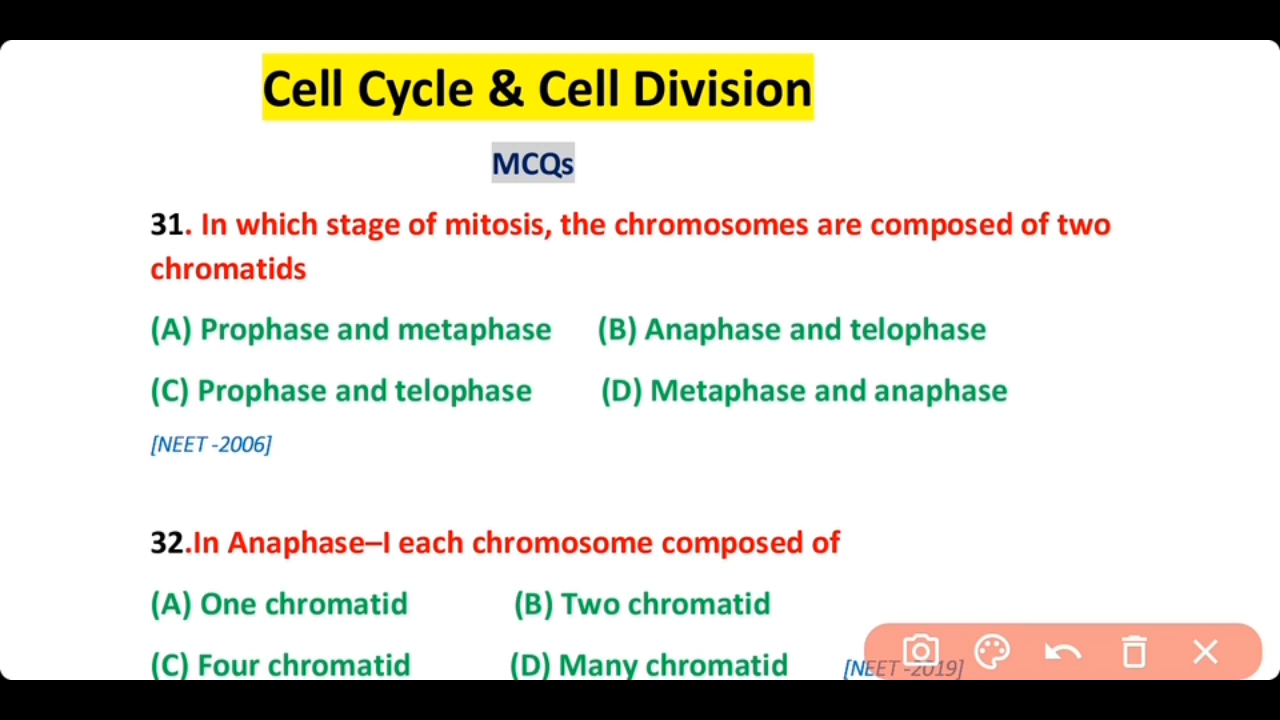 Cell Cycle & Cell Division
MCQs
31. In which stage of mitosis, the chromosomes are composed of two
chromatids
(A) Prophase and metaphase (B) Anaphase and telophase
(C) Prophase and telophase (D) Metaphase and anaphase
[NEET -2006]
32.In Anaphase–I each chromosome composed of
(A) One chromatid (B) Two chromatid
(C) Four chromatid (D) Many chromatid [NEET -2019]